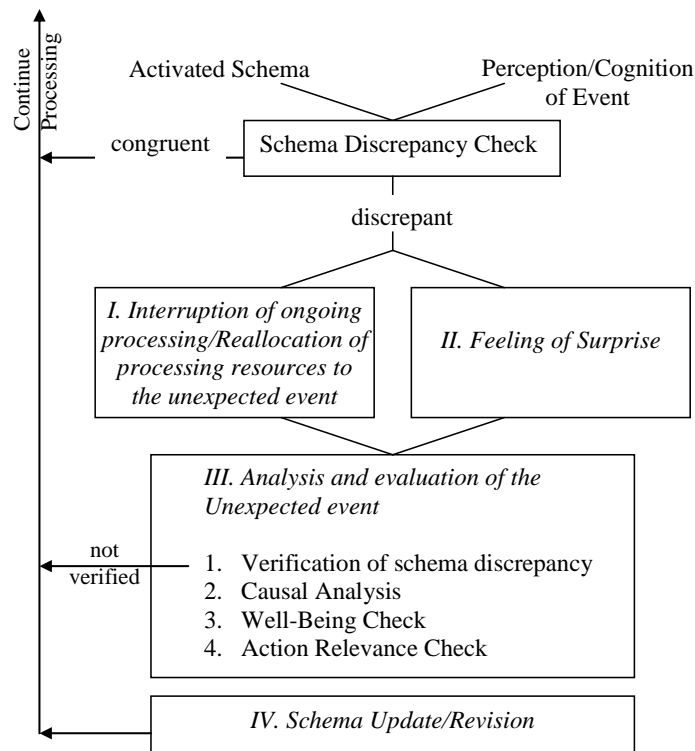 Continue
Processing
Activated Schema
Perception/Cognition
of Event
congruent
Schema Discrepancy Check
discrepant
I. Interruption of ongoing
processing/Reallocation of
processing resources to
the unexpected event
II. Feeling of Surprise
III. Analysis and evaluation of the
Unexpected event
not
verified
1. Verification of schema discrepancy
2. Causal Analysis
3. Well-Being Check
4. Action Relevance Check
IV. Schema Update/Revision